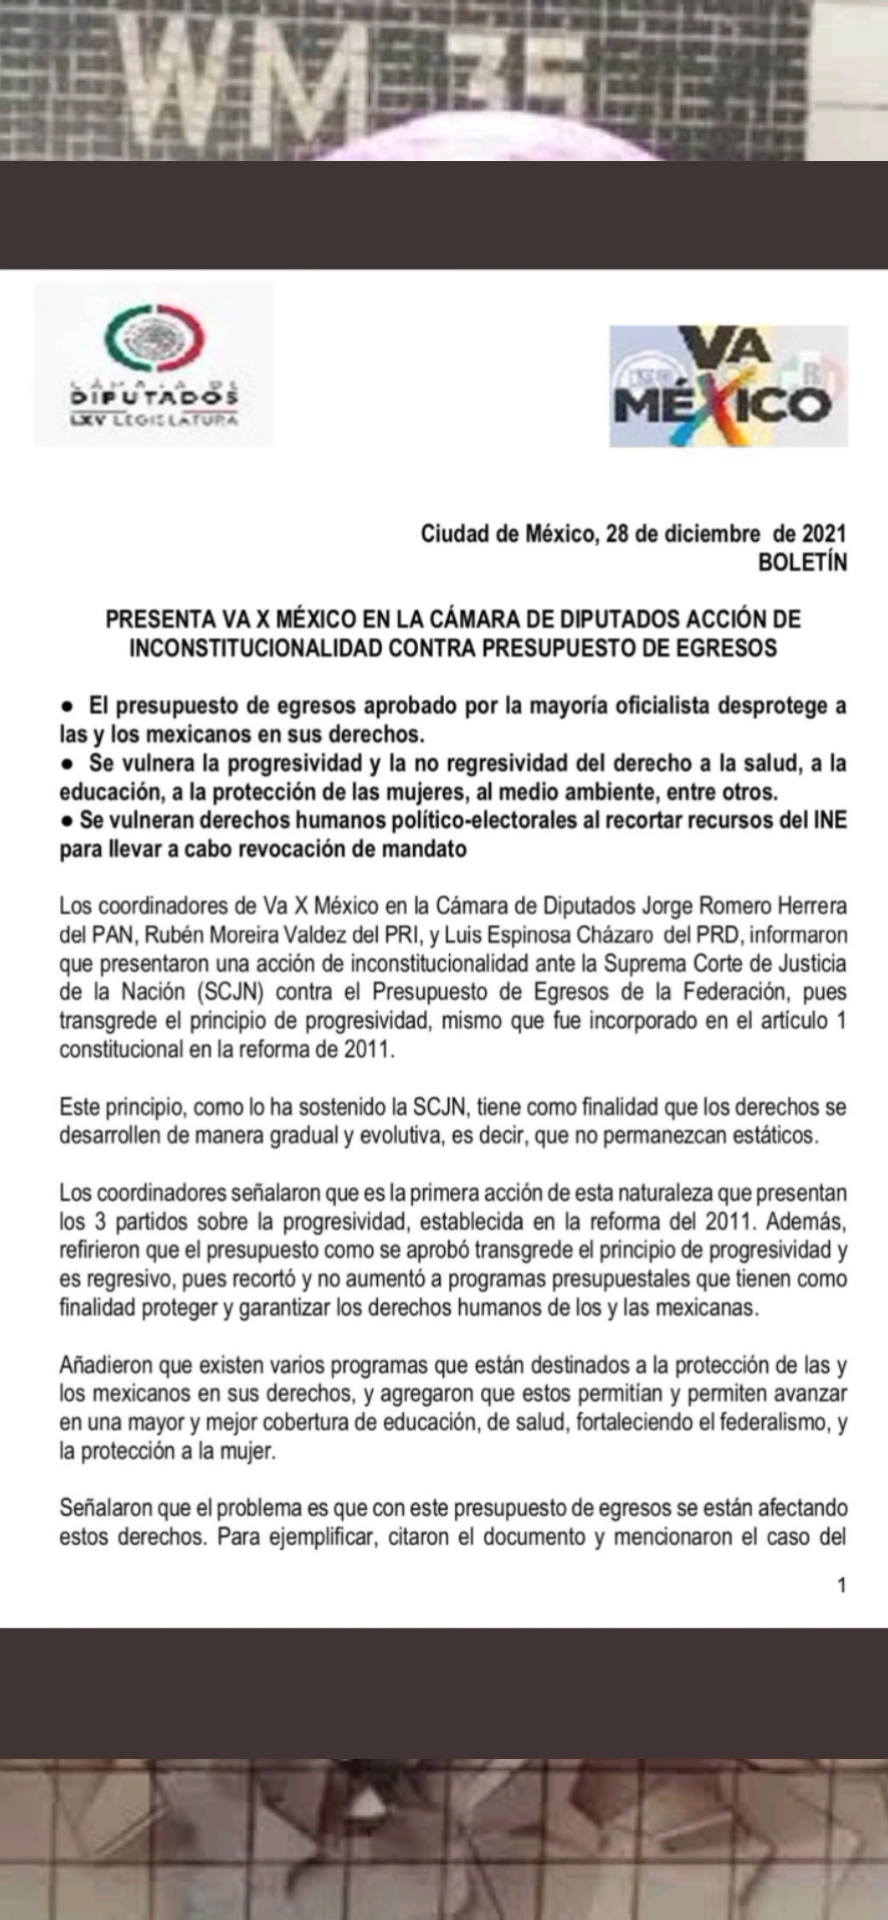 WM 35
CÁMARA DE
DIPUTADOS
LXV LEGISLATURA
VA
MÉXICO
Ciudad de México, 28 de diciembre de 2021
BOLETÍN
PRESENTA VA X MÉXICO EN LA CÁMARA DE DIPUTADOS ACCIÓN DE
INCONSTITUCIONALIDAD CONTRA PRESUPUESTO DE EGRESOS
● El presupuesto de egresos aprobado por la mayoría oficialista desprotege a
las y los mexicanos en sus derechos.
● Se vulnera la progresividad y la no regresividad del derecho a la salud, a la
educación, a la protección de las mujeres, al medio ambiente, entre otros.
● Se vulneran derechos humanos político-electorales al recortar recursos del INE
para llevar a cabo revocación de mandato
Los coordinadores de Va X México en la Cámara de Diputados Jorge Romero Herrera
del PAN, Rubén Moreira Valdez del PRI, y Luis Espinosa Cházaro del PRD, informaron
que presentaron una acción de inconstitucionalidad ante la Suprema Corte de Justicia
de la Nación (SCJN) contra el Presupuesto de Egresos de la Federación, pues
transgrede el principio de progresividad, mismo que fue incorporado en el artículo 1
constitucional en la reforma de 2011.
Este principio, como lo ha sostenido la SCJN, tiene como finalidad que los derechos se
desarrollen de manera gradual y evolutiva, es decir, que no permanezcan estáticos.
Los coordinadores señalaron que es la primera acción de esta naturaleza que presentan
los 3 partidos sobre la progresividad, establecida en la reforma del 2011. Además,
refirieron que el presupuesto como se aprobó transgrede el principio de progresividad y
es regresivo, pues recortó y no aumentó a programas presupuestales que tienen como
finalidad proteger y garantizar los derechos humanos de los y las mexicanas.
Añadieron que existen varios programas que están destinados a la protección de las y
los mexicanos en sus derechos, y agregaron que estos permitían y permiten avanzar
en una mayor y mejor cobertura de educación, de salud, fortaleciendo el federalismo, y
la protección a la mujer.
Señalaron que el problema es que con este presupuesto de egresos se están afectando
estos derechos. Para ejemplificar, citaron el documento y mencionaron el caso del
1